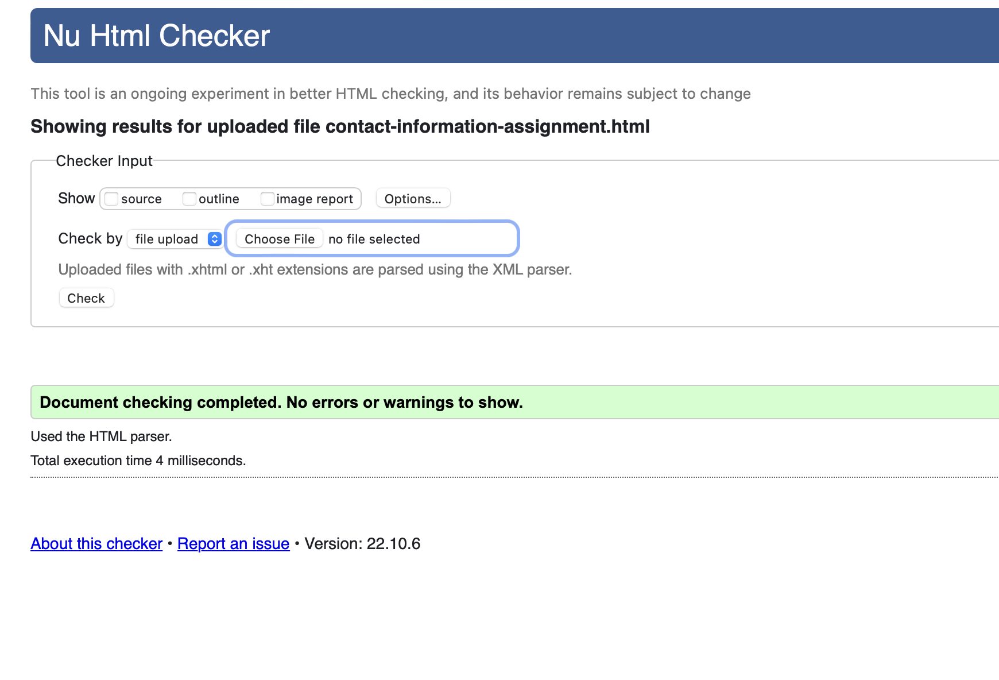 Nu Html Checker
This tool is an ongoing experiment in better HTML checking, and its behavior remains subject to change
Showing results for uploaded file contact-information-assignment.html
Checker Input
Show source outline image report Options...
Check by file upload Choose File no file selected
Uploaded files with .xhtml or .xht extensions are parsed using the XML parser.
Check
Document checking completed. No errors or warnings to show.
Used the HTML parser.
Total execution time 4 milliseconds.
About this checker • Report an issue • Version: 22.10.6